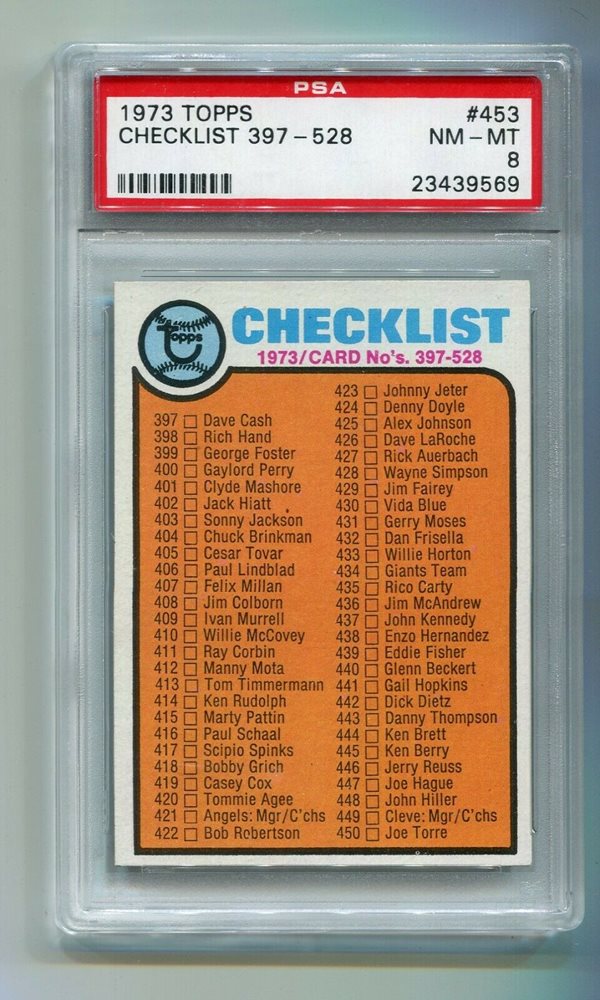 PSA
1973 TOPPS #453
CHECKLIST 397-528 NM-MT
8
23439569
topps
CHECKLIST
1973/CARD No's. 397-528
397 Dave Cash
398 Rich Hand
399 George Foster
400 Gaylord Perry
401 Clyde Mashore
402 Jack Hiatt
403 Sonny Jackson
404 Chuck Brinkman
405 Cesar Tovar
406 Paul Lindblad
407 Felix Millan
408 Jim Colborn
409 Ivan Murrell
410 Willie McCovey
411 Ray Corbin
412 Manny Mota
413 Tom Timmermann
414 Ken Rudolph
415 Marty Pattin
416 Paul Schaal
417 Scipio Spinks
418 Bobby Grich
419 Casey Cox
420 Tommie Agee
421 Angels: Mgr/C'chs
422 Bob Robertson
423 Johnny Jeter
424 Denny Doyle
425 Alex Johnson
426 Dave LaRoche
427 Rick Auerbach
428 Wayne Simpson
429 Jim Fairey
430 Vida Blue
431 Gerry Moses
432 Dan Frisella
433 Willie Horton
434 Giants Team
435 Rico Carty
436 Jim McAndrew
437 John Kennedy
438 Enzo Hernandez
439 Eddie Fisher
440 Glenn Beckert
441 Gail Hopkins
442 Dick Dietz
443 Danny Thompson
444 Ken Brett
445 Ken Berry
446 Jerry Reuss
447 Joe Hague
448 John Hiller
449 Cleve: Mgr/C'chs
450 Joe Torre